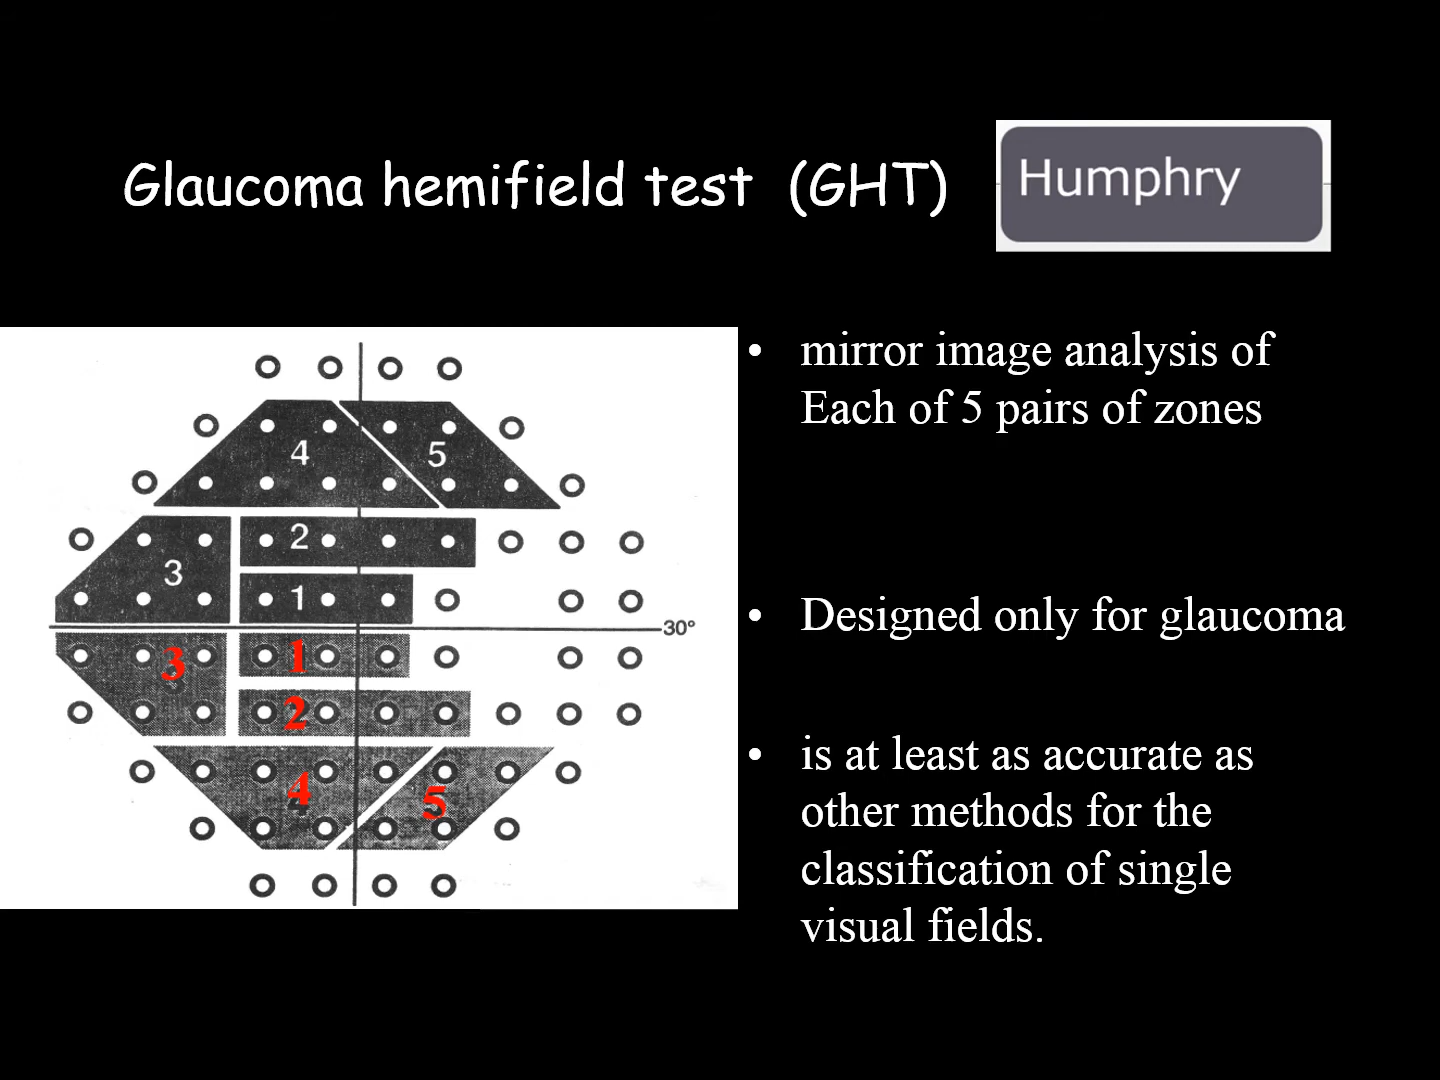 Glaucoma hemifield test (GHT)
Humphry
4
5
2
3
1
30°
3
1
2
4
5
• mirror image analysis of
Each of 5 pairs of zones
• Designed only for glaucoma
• is at least as accurate as
other methods for the
classification of single
visual fields.